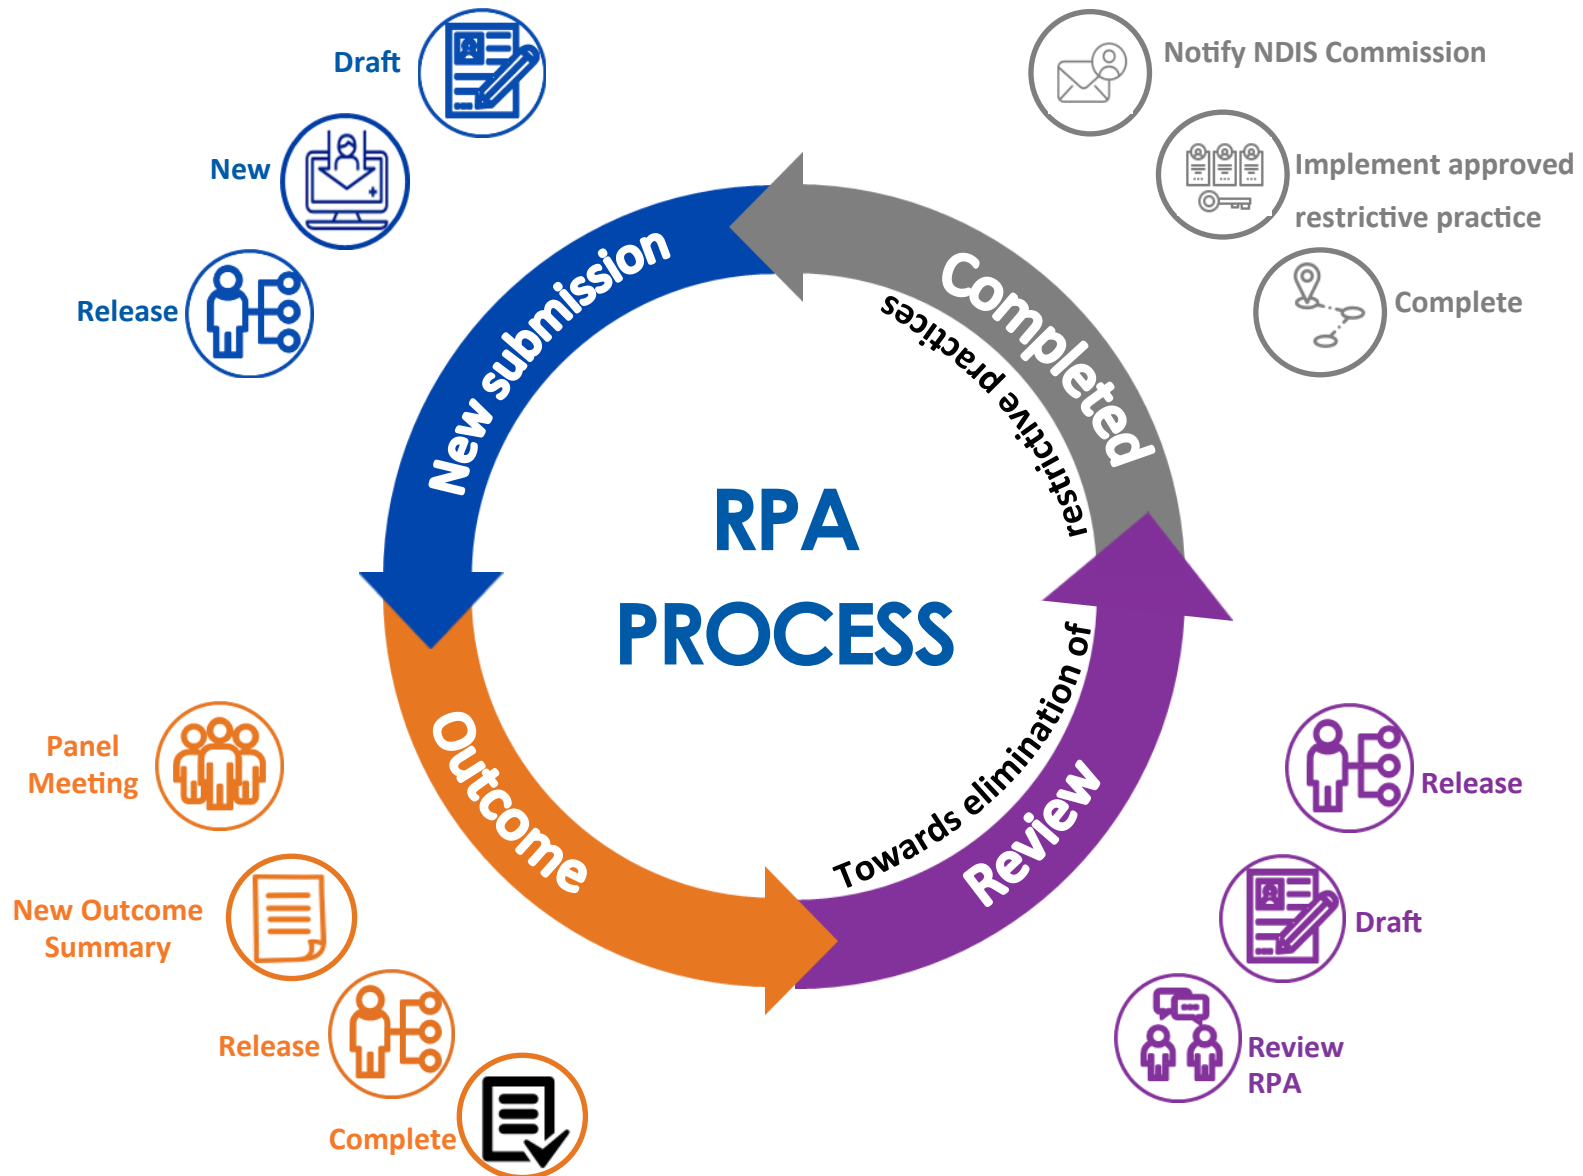 Draft
New
Release
Notify NDIS Commission
Implement approved
restrictive practice
Complete
New submission
Completed
RPA
PROCESS
Towards elimination of
restrictive practices
Outcome
Review
Panel
Meeting
New Outcome
Summary
Release
Complete
Release
Draft
Review
RPA